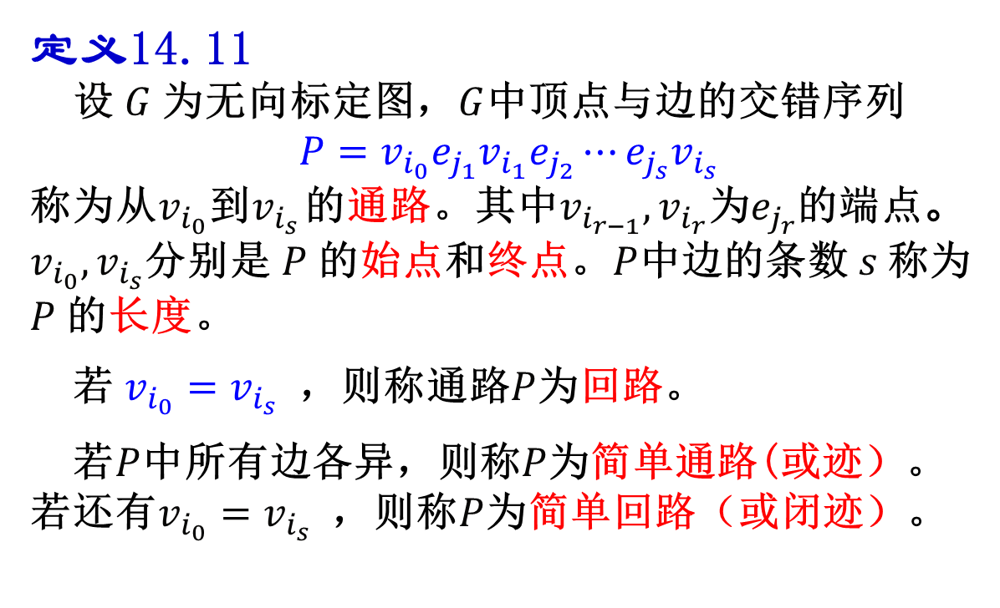 定义14.11
设 G 为无向标定图，G中顶点与边的交错序列
$P = v_{i_0}e_{j_1}v_{i_1}e_{j_2}\cdots e_{j_s}v_{i_s}$
称为从$v_{i_0}$到$v_{i_s}$的通路。其中$v_{i_{r-1}},v_{i_r}$为$e_{j_r}$的端点。
$v_{i_0},v_{i_s}$分别是 P 的始点和终点。P中边的条数 s 称为
P 的长度。
若 $v_{i_0} = v_{i_s}$ ，则称通路P为回路。
若P中所有边各异，则称P为简单通路(或迹）。
若还有$v_{i_0} = v_{i_s}$ ，则称P为简单回路（或闭迹）。